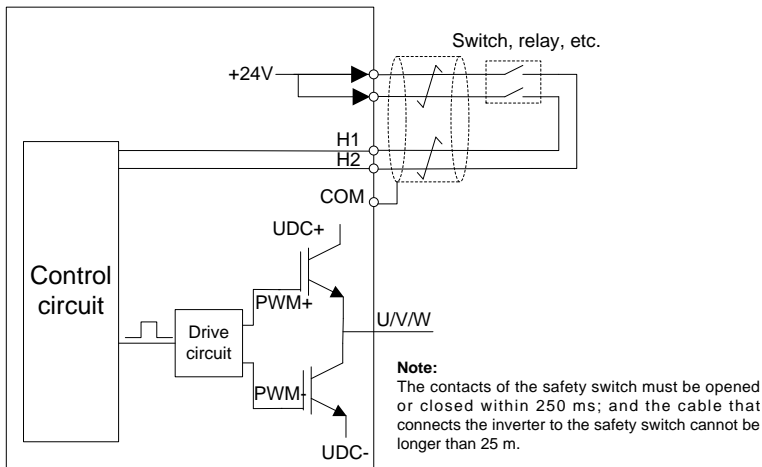 Switch, relay, etc.
+24V
H1
H2
COM
UDC+
Control
circuit
PWM+
Drive
circuit
U/V/W
PWM-
UDC-
Note:
The contacts of the safety switch must be opened
or closed within 250 ms; and the cable that
connects the inverter to the safety switch cannot be
longer than 25 m.